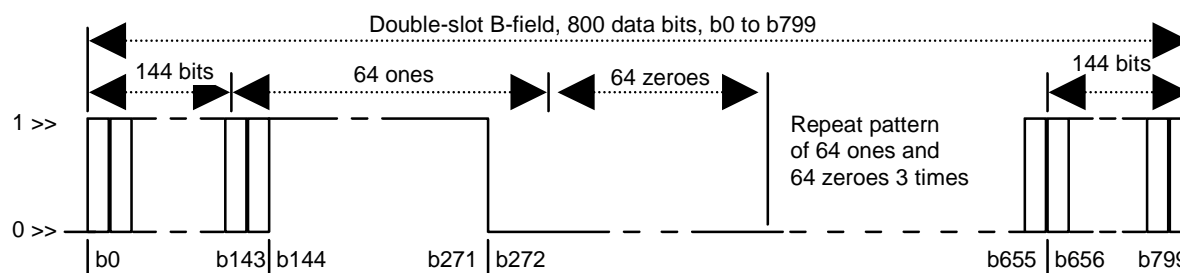 Double-slot B-field, 800 data bits, b0 to b799
144 bits
64 ones
64 zeroes
144 bits
1 >>
Repeat pattern
of 64 ones and
64 zeroes 3 times
0 >>
b0
b143
b144
b271
b272
b655
b656
b799